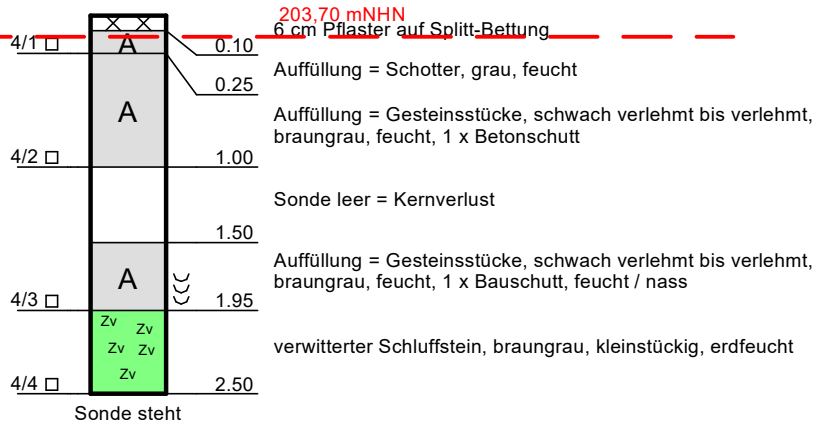 203,70 mNHN
6 cm Pflaster auf Splitt-Bettung
4/1
A
0.10
Auffüllung = Schotter, grau, feucht
0.25
A
Auffüllung = Gesteinsstücke, schwach verlehmt bis verlehmt,
braungrau, feucht, 1 x Betonschutt
4/2
1.00
Sonde leer = Kernverlust
1.50
A
Auffüllung = Gesteinsstücke, schwach verlehmt bis verlehmt,
braungrau, feucht, 1 x Bauschutt, feucht / nass
4/3
1.95
Zv
Zv
Zv Zv
Zv
verwitterter Schluffstein, braungrau, kleinstückig, erdfeucht
4/4
2.50
Sonde steht